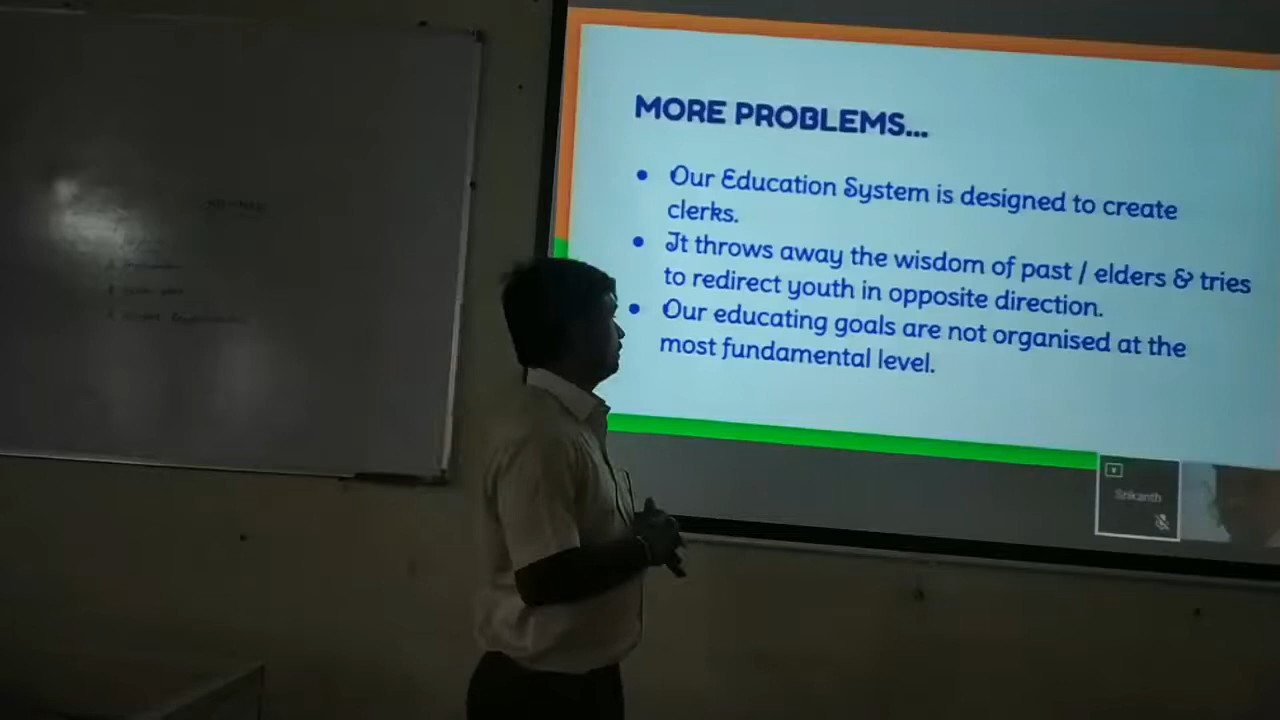 MORE PROBLEMS...
● Our Education System is designed to create
clerks.
● It throws away the wisdom of past / elders & tries
to redirect youth in opposite direction.
● Our educating goals are not organised at the
most fundamental level.
Srikanth